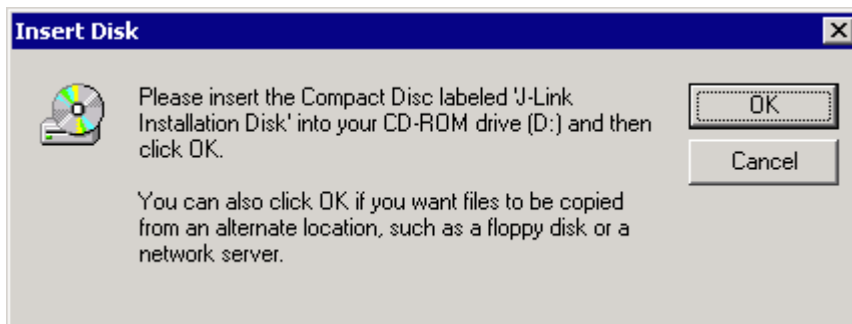 Insert Disk
Please insert the Compact Disc labeled 'J-Link
Installation Disk' into your CD-ROM drive (D:) and then
click OK.
OK
Cancel
You can also click OK if you want files to be copied
from an alternate location, such as a floppy disk or a
network server.